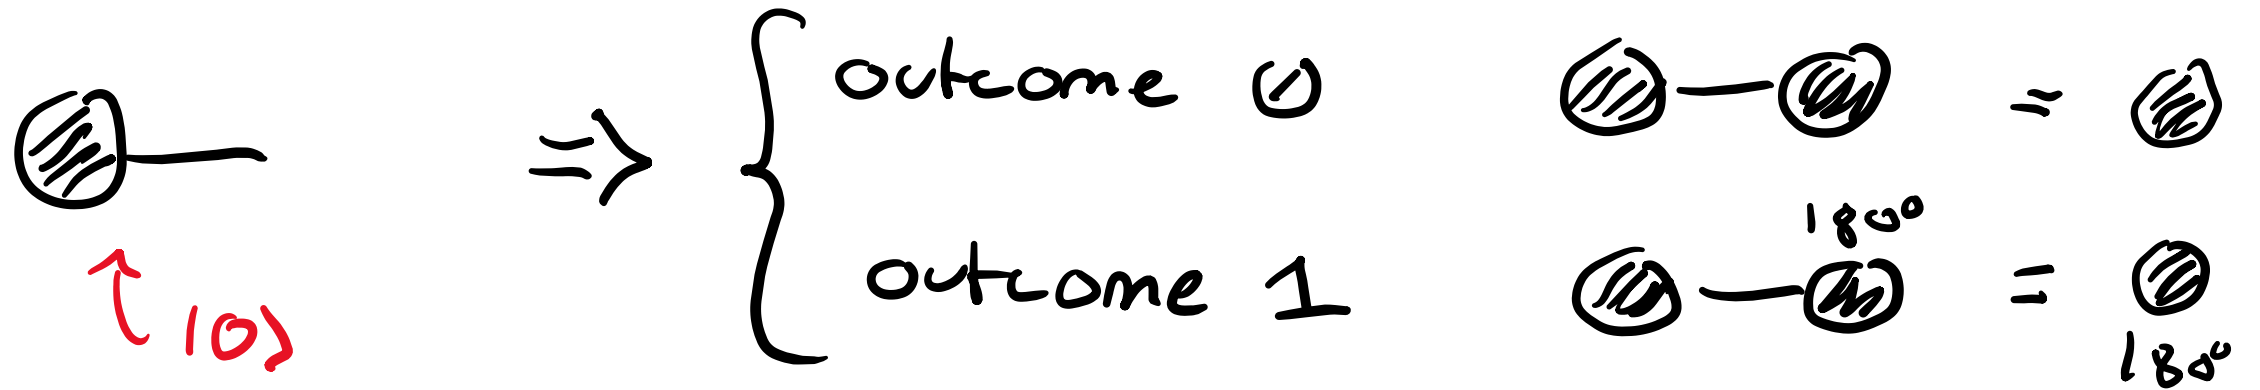 outcome 0 =
180°
outcome 1 =
|0⟩
180°